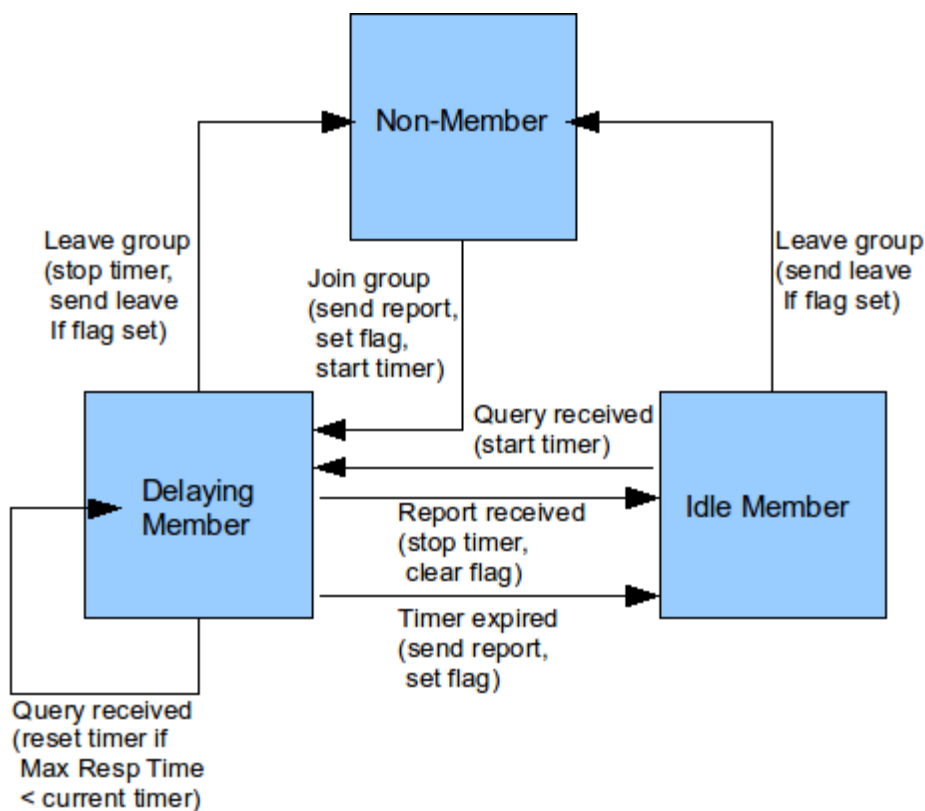 Non-Member
Leave group
(stop timer,
send leave
If flag set)
Join group
(send report,
set flag,
start timer)
Leave group
(send leave
If flag set)
Query received
(start timer)
Delaying
Member
Idle Member
Report received
(stop timer,
clear flag)
Timer expired
(send report,
set flag)
Query received
(reset timer if
Max Resp Time
< current timer)